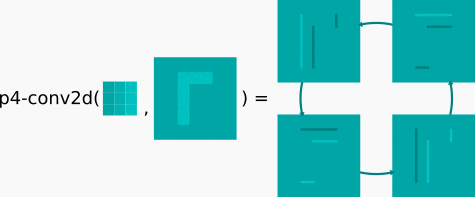 p4-conv2d( , ) =